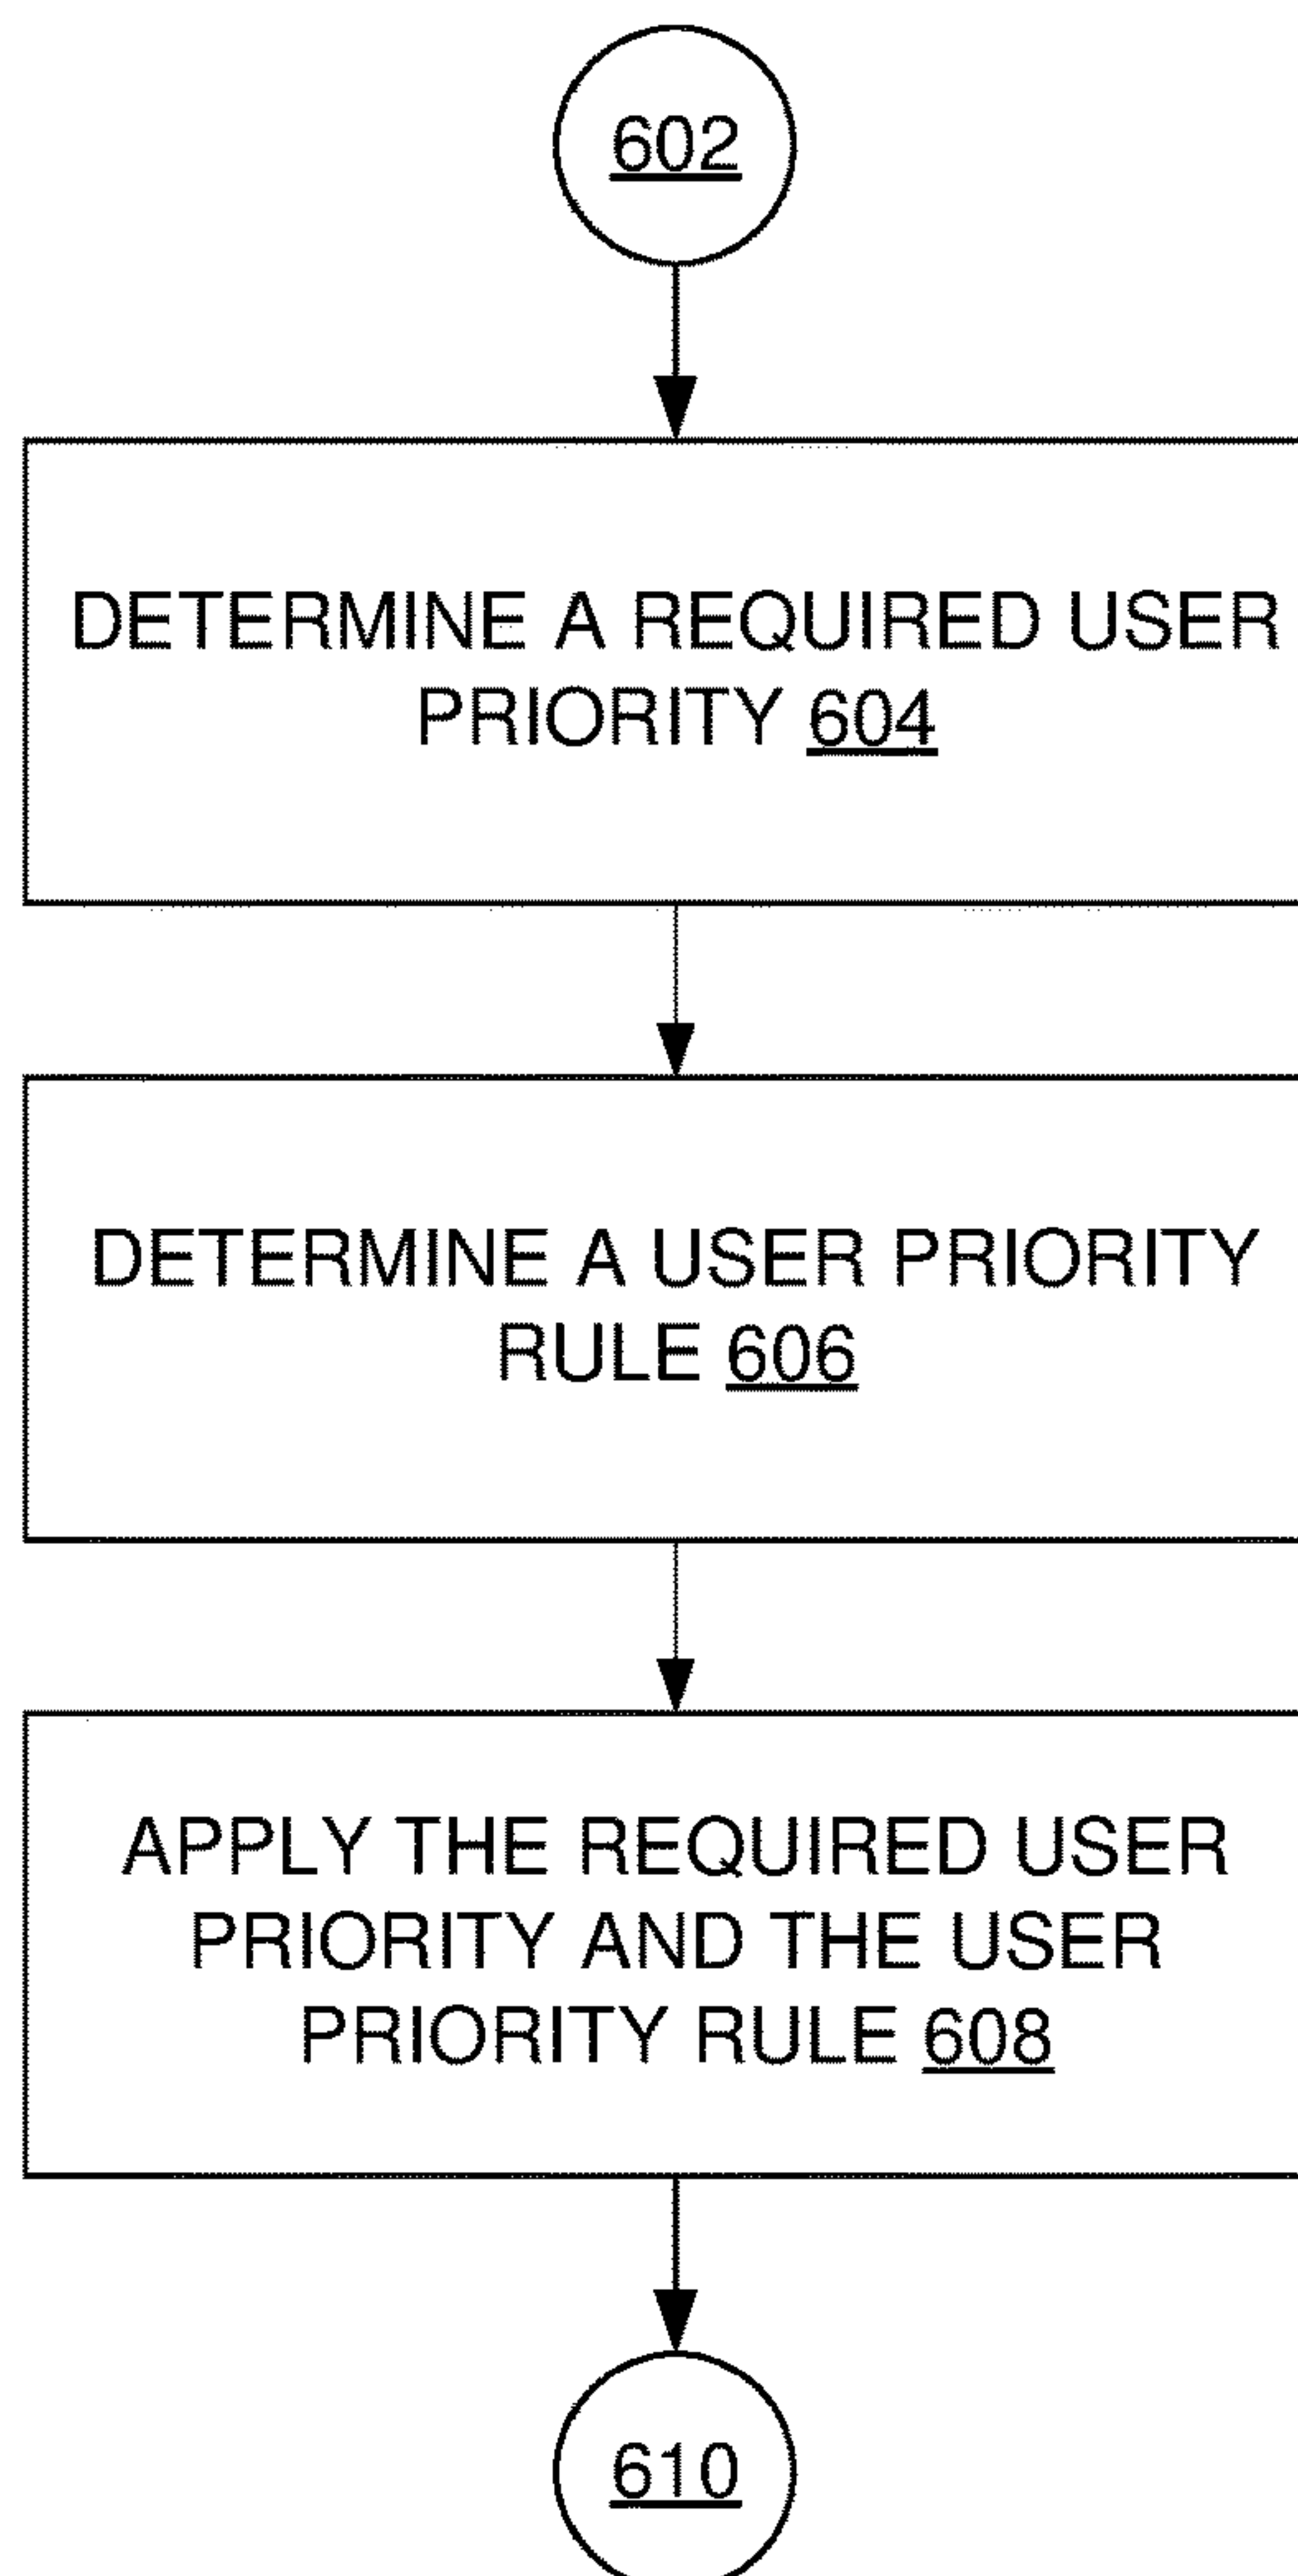 602
DETERMINE A REQUIRED USER
PRIORITY 604
DETERMINE A USER PRIORITY
RULE 606
APPLY THE REQUIRED USER
PRIORITY AND THE USER
PRIORITY RULE 608
610